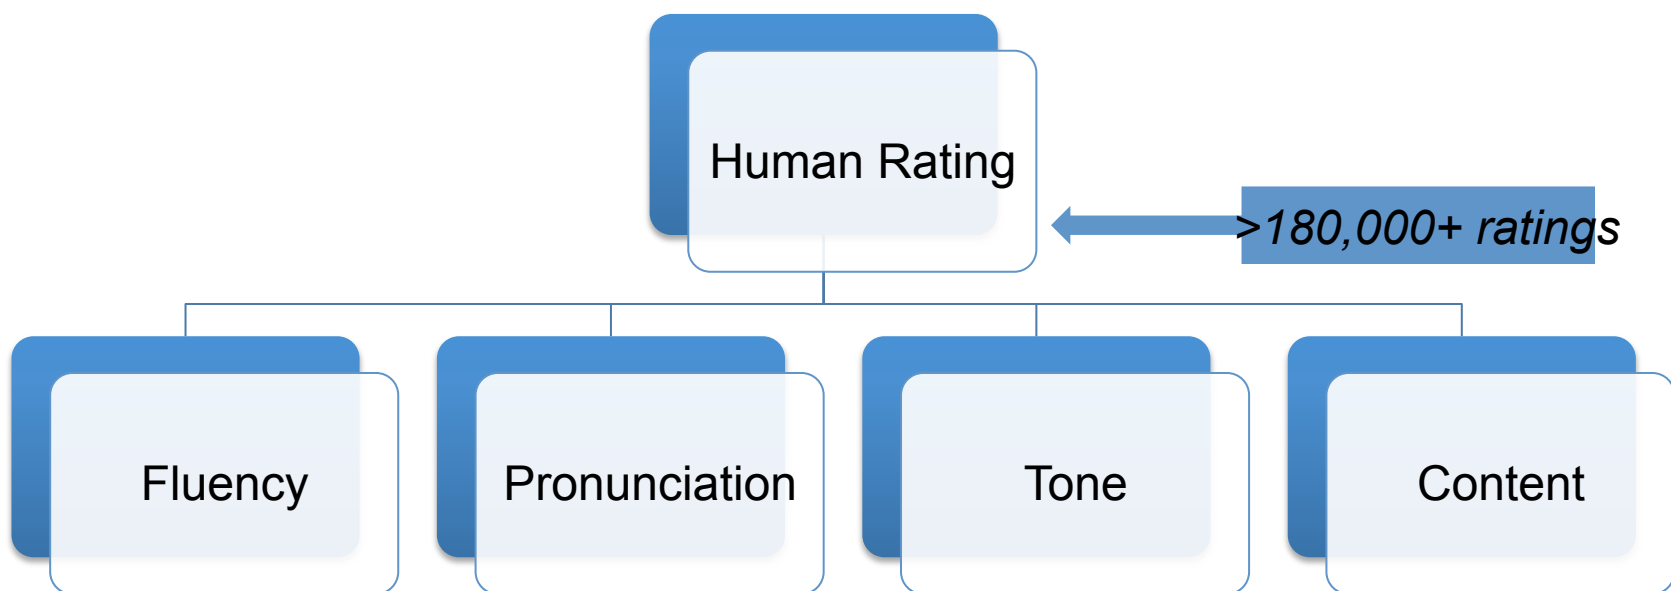 Human Rating
>180,000+ ratings
Fluency
Pronunciation
Tone
Content